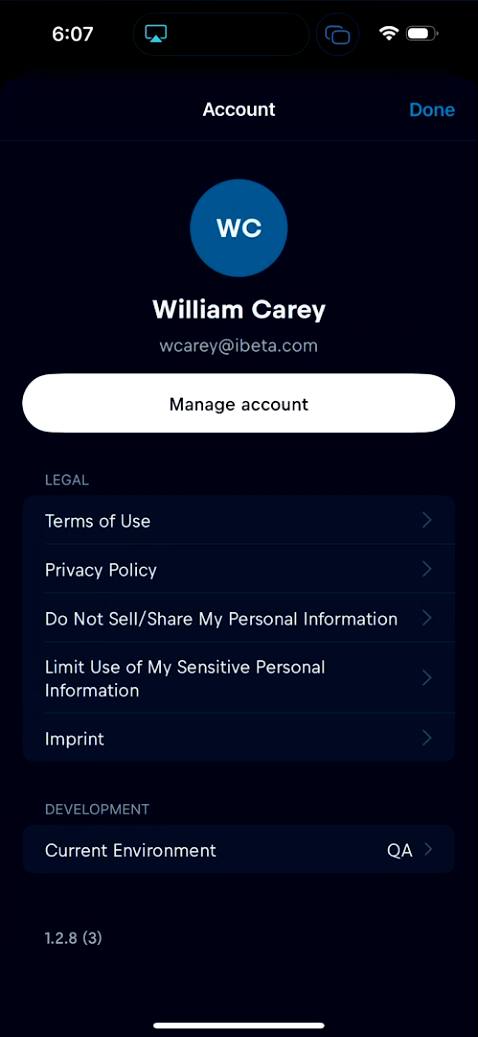 6:07
Account
Done
WC
William Carey
wcarey@ibeta.com
Manage account
LEGAL
Terms of Use
Privacy Policy
Do Not Sell/Share My Personal Information
Limit Use of My Sensitive Personal
Information
Imprint
DEVELOPMENT
Current Environment
QA
1.2.8 (3)